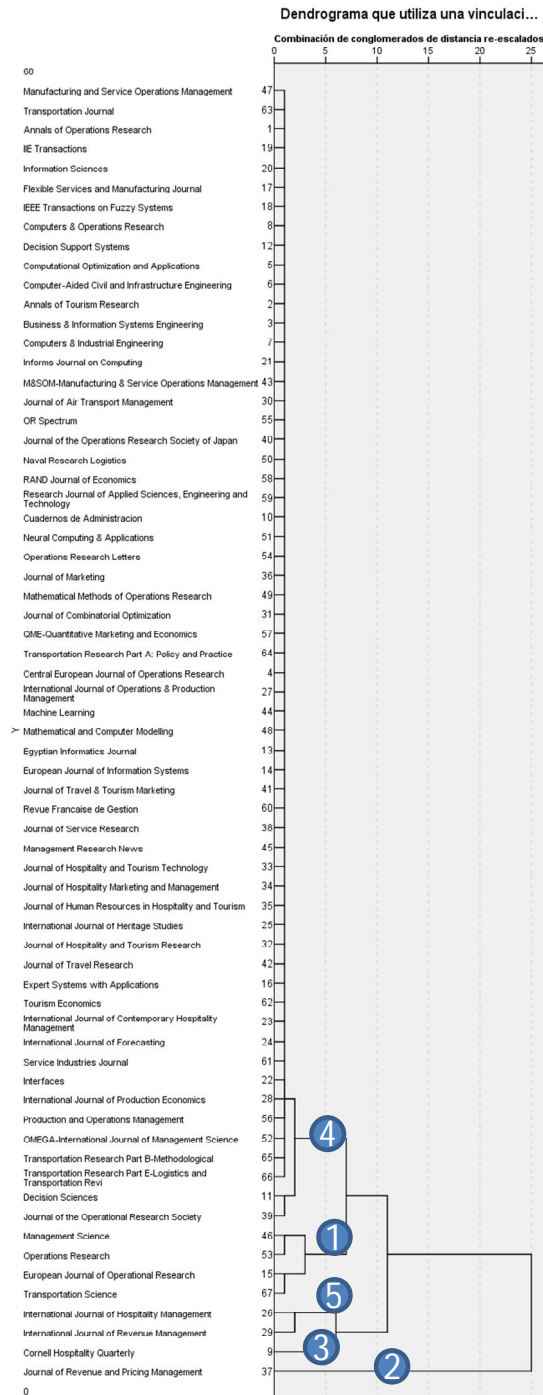 Dendrograma que utiliza una vinculaci...
Combinación de conglomerados de distancia re-escalados
0 5 10 15 20 25
60
Manufacturing and Service Operations Management 47
Transportation Journal 63
Annals of Operations Research 1
IIE Transactions 19
Information Sciences 20
Flexible Services and Manufacturing Journal 17
IEEE Transactions on Fuzzy Systems 18
Computers & Operations Research 8
Decision Support Systems 12
Computational Optimization and Applications 5
Computer-Aided Civil and Infrastructure Engineering 6
Annals of Tourism Research 2
Business & Information Systems Engineering 3
Computers & Industrial Engineering 7
Informs Journal on Computing 21
M&SOM-Manufacturing & Service Operations Management 43
Journal of Air Transport Management 30
OR Spectrum 55
Journal of the Operations Research Society of Japan 40
Naval Research Logistics 50
RAND Journal of Economics 58
Research Journal of Applied Sciences, Engineering and
Technology 59
Cuadernos de Administracion 10
Neural Computing & Applications 51
Operations Research Letters 54
Journal of Marketing 36
Mathematical Methods of Operations Research 49
Journal of Combinatorial Optimization 31
QME-Quantitative Marketing and Economics 57
Transportation Research Part A: Policy and Practice 64
Central European Journal of Operations Research 4
International Journal of Operations & Production
Management 27
Machine Learning 44
Y Mathematical and Computer Modelling 48
Egyptian Informatics Journal 13
European Journal of Information Systems 14
Journal of Travel & Tourism Marketing 41
Revue Francaise de Gestion 60
Journal of Service Research 38
Management Research News 45
Journal of Hospitality and Tourism Technology 33
Journal of Hospitality Marketing and Management 34
Journal of Human Resources in Hospitality and Tourism 35
International Journal of Heritage Studies 25
Journal of Hospitality and Tourism Research 32
Journal of Travel Research 42
Expert Systems with Applications 16
Tourism Economics 62
International Journal of Contemporary Hospitality
Management 23
International Journal of Forecasting 24
Service Industries Journal 61
Interfaces 22
International Journal of Production Economics 28
Production and Operations Management 56
OMEGA-International Journal of Management Science 52
4
Transportation Research Part B-Methodological 65
Transportation Research Part E-Logistics and
Transportation Revi 66
Decision Sciences 11
Journal of the Operational Research Society 39
Management Science 46
1
Operations Research 53
European Journal of Operational Research 15
Transportation Science 67
5
International Journal of Hospitality Management 26
International Journal of Revenue Management 29
3
Cornell Hospitality Quarterly 9
2
Journal of Revenue and Pricing Management 37
0